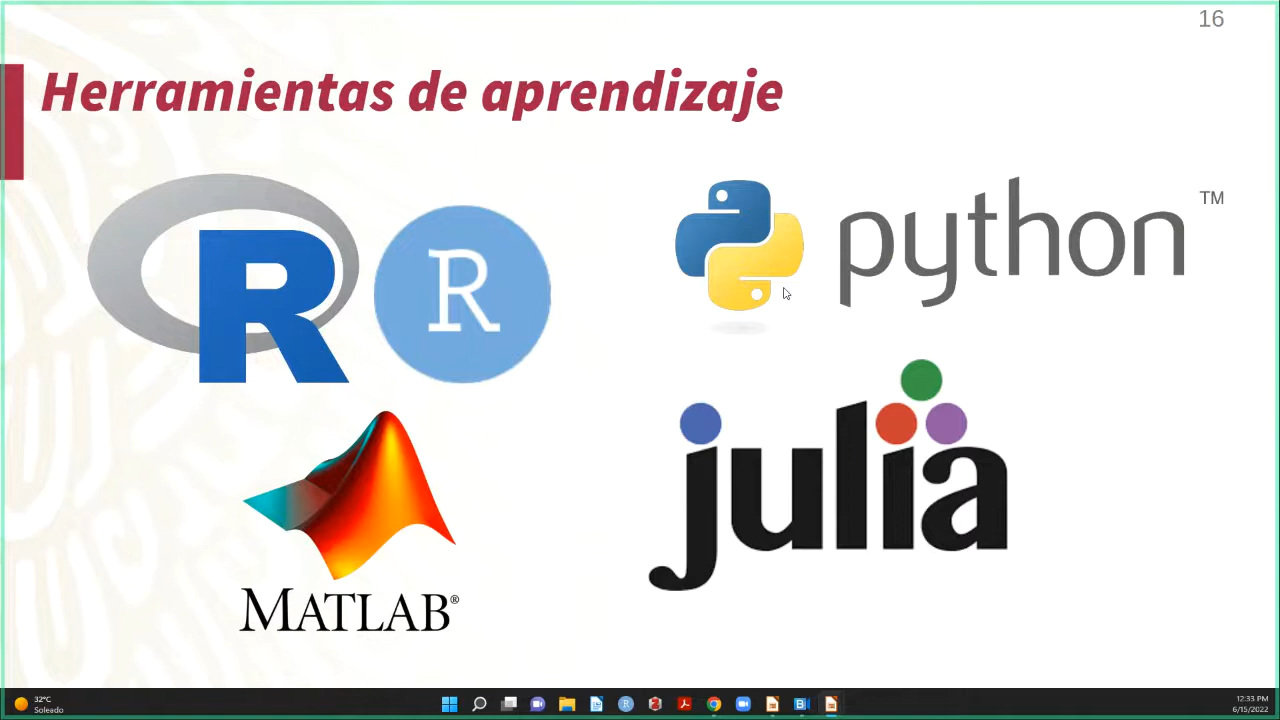 16
Herramientas de aprendizaje
R
R
python
TM
julia
MATLAB®
32°C
Soleado
12:33 PM
6/15/2022